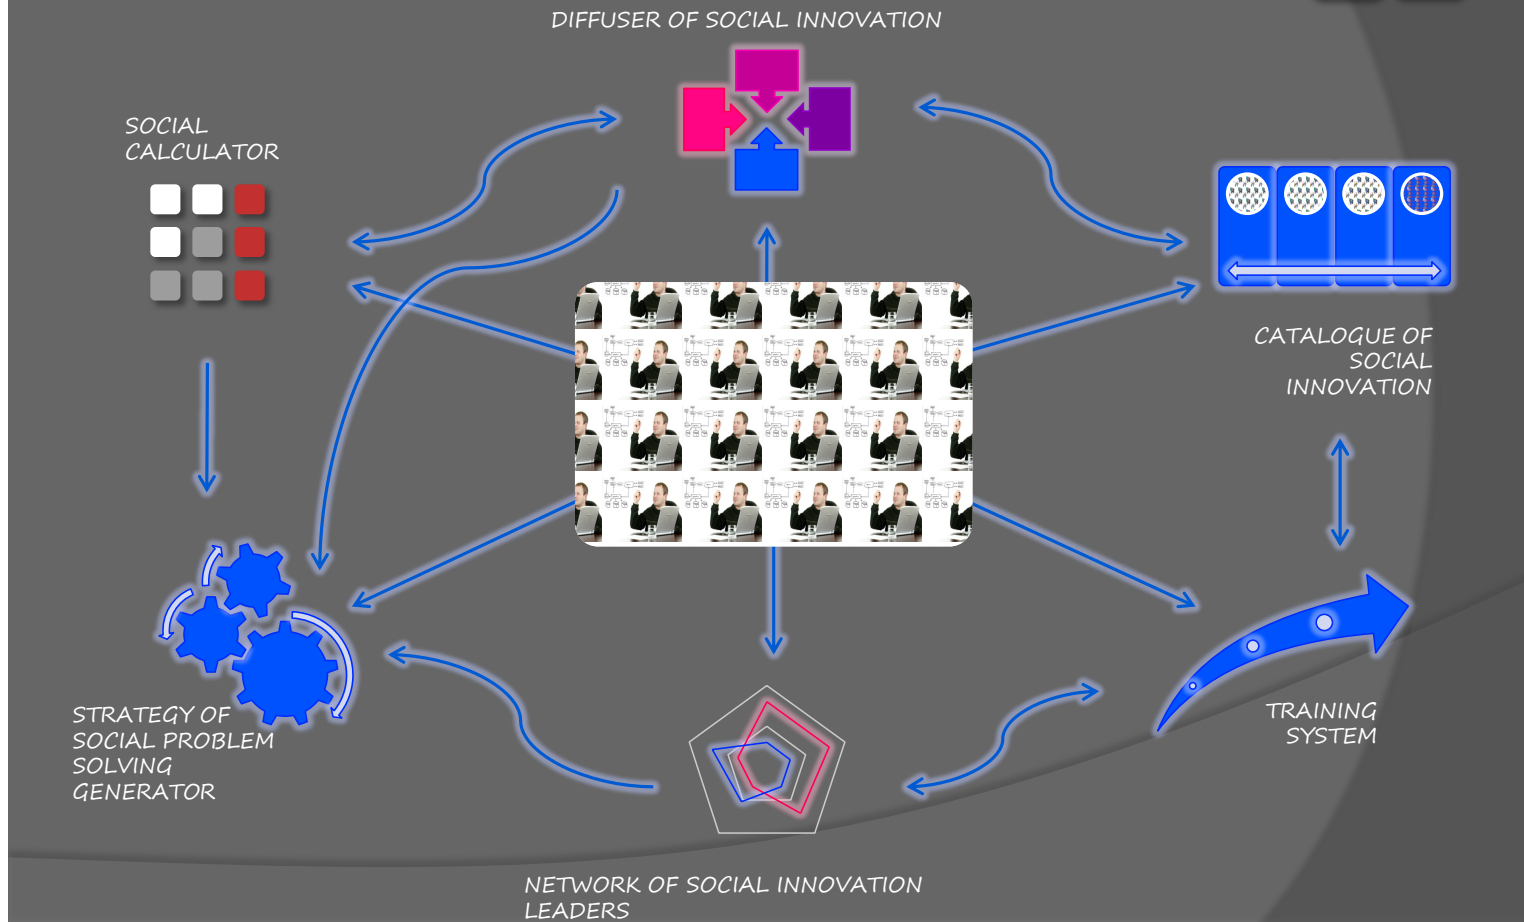 DIFFUSER OF SOCIAL INNOVATION
SOCIAL
CALCULATOR
CATALOGUE OF
SOCIAL
INNOVATION
STRATEGY OF
SOCIAL PROBLEM
SOLVING
GENERATOR
TRAINING
SYSTEM
NETWORK OF SOCIAL INNOVATION
LEADERS